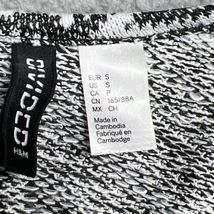 DIVIDED
H&M
EUR S
US S
CA P
CN 165/88A
MX CH
Made in
Cambodia
Fabriqué en
Cambodge